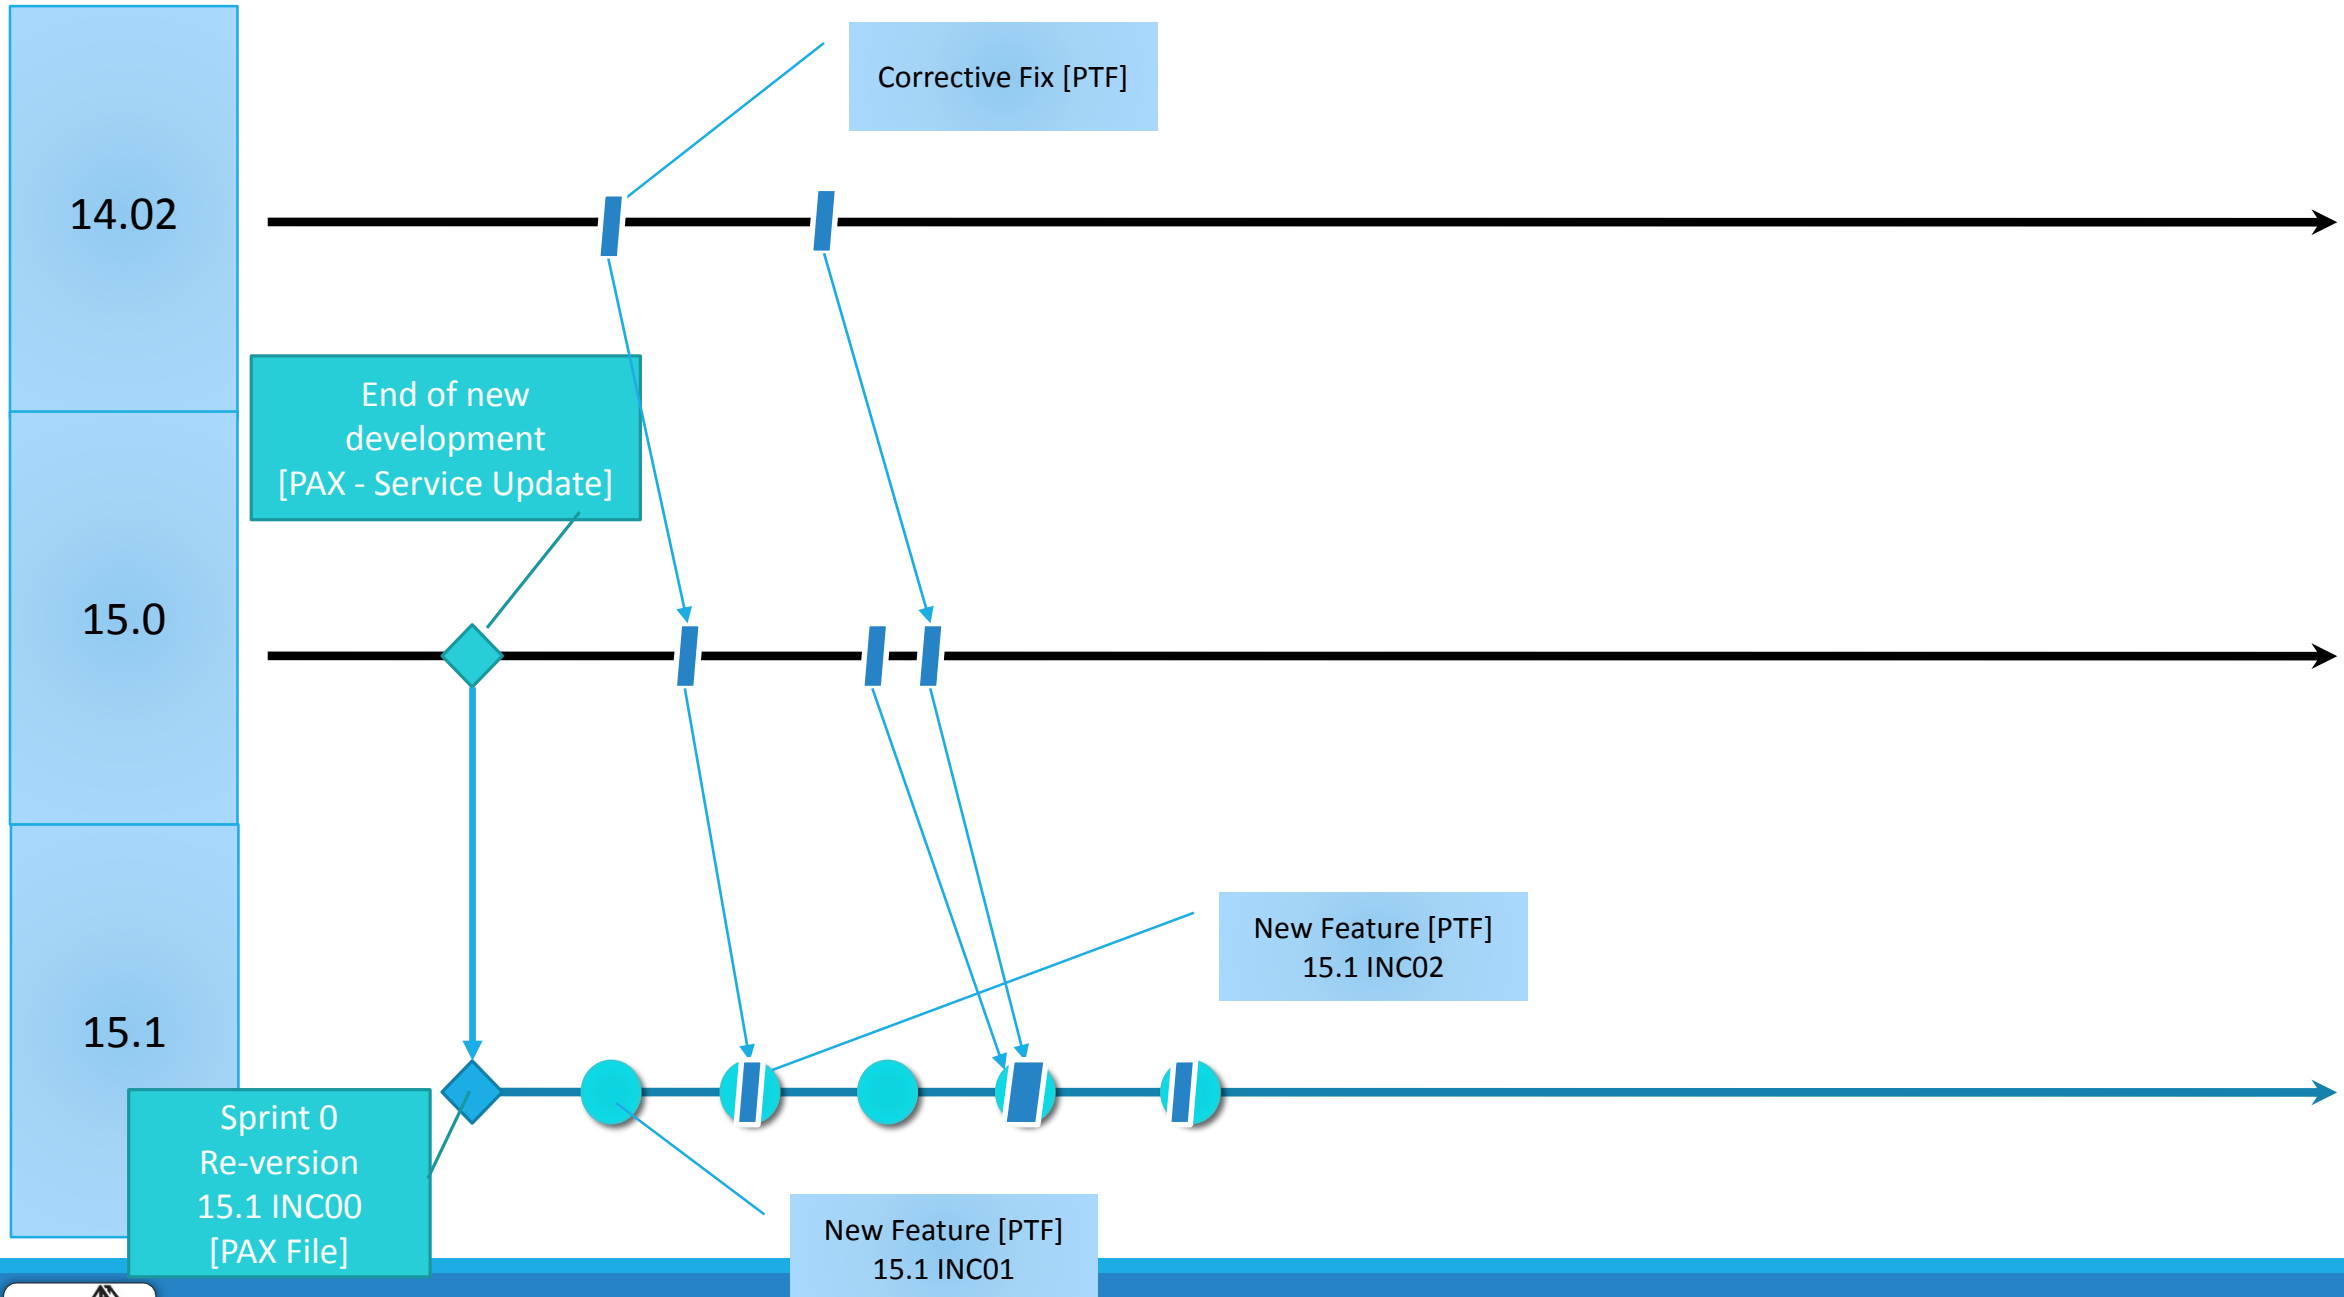 Corrective Fix [PTF]
14.02
End of new
development
[PAX - Service Update]
15.0
New Feature [PTF]
15.1 INC02
15.1
Sprint 0
Re-version
15.1 INC00
[PAX File]
New Feature [PTF]
15.1 INC01